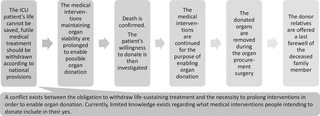 The ICU
patient's life
cannot be
saved, futile
medical
treatment
should be
withdrawn
according to
national
provisions
The medical
interven-
tions
maintaining
organ
viability are
prolonged to
enable
possible
organ
donation
Death is
confirmed.
The
patient's
willingness
to donate is
then
investigated
The
medical
interven-
tions are
continued
for the
purpose of
enabling
organ
donation
The
donated
organs are
removed
during the
organ
procure-
ment
surgery
The donor
relatives are
offered a
last farewell
of the
deceased
family
member
A conflict exists between the obligation to withdraw life-sustaining treatment and the necessity to prolong interventions in
order to enable organ donation. Currently, limited knowledge exists regarding what medical interventions people intending to
donate include in their yes.